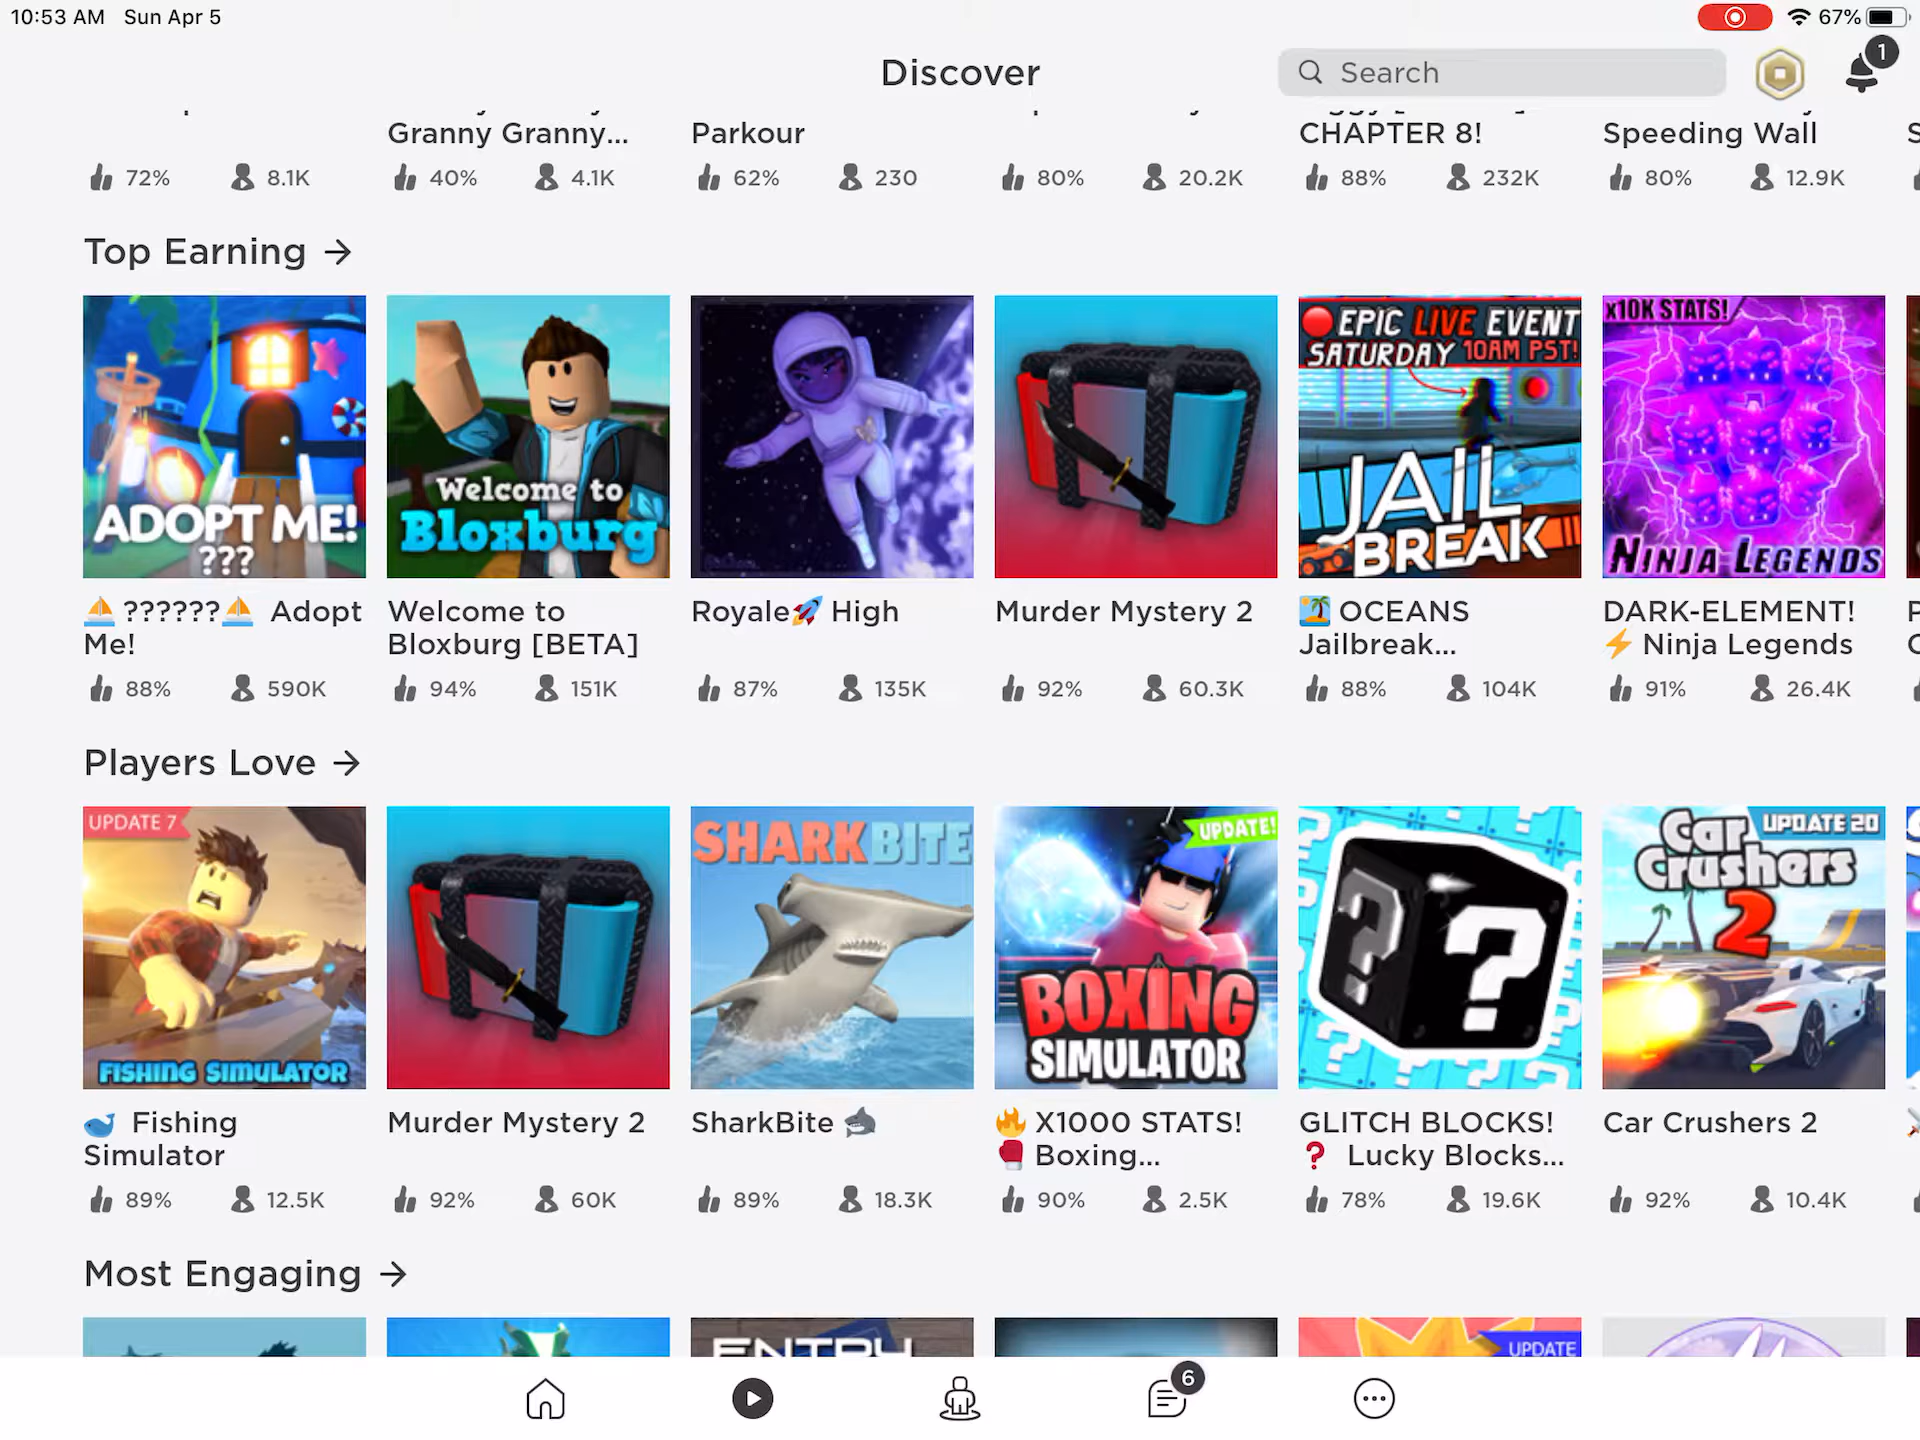 10:53 AM Sun Apr 5
67%
Discover
Search
1
Granny Granny...
Parkour
CHAPTER 8!
Speeding Wall
72% 8.1K
40% 4.1K
62% 230
80% 20.2K
88% 232K
80% 12.9K
Top Earning →
ADOPT ME!
???
Welcome to
Bloxburg
EPIC LIVE EVENT
SATURDAY 10AM PST!
JAIL
BREAK
x10K STATS!
NINJA LEGENDS
⛵??????⛵ Adopt
Me!
88% 590K
Welcome to
Bloxburg [BETA]
94% 151K
Royale🚀 High
87% 135K
Murder Mystery 2
92% 60.3K
🏝️ OCEANS
Jailbreak...
88% 104K
DARK-ELEMENT!
⚡ Ninja Legends
91% 26.4K
Players Love →
UPDATE 7
FISHING SIMULATOR
SHARKBITE
UPDATE!
BOXING
SIMULATOR
? ?
Car
Crushers
2
UPDATE 20
🐳 Fishing
Simulator
89% 12.5K
Murder Mystery 2
92% 60K
SharkBite 🦈
89% 18.3K
🔥 X1000 STATS!
🥊 Boxing...
90% 2.5K
GLITCH BLOCKS!
❓ Lucky Blocks...
78% 19.6K
Car Crushers 2
92% 10.4K
Most Engaging →
ENTRY
UPDATE
6